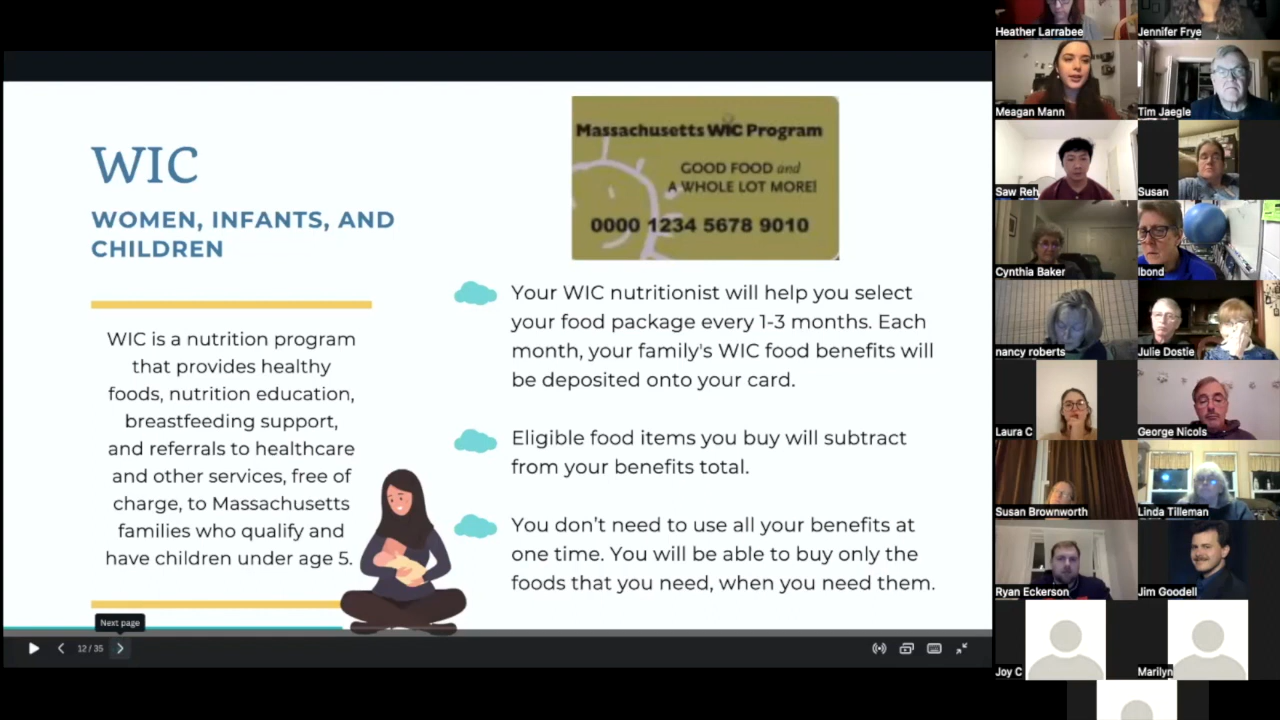 WIC
WOMEN, INFANTS, AND
CHILDREN
WIC is a nutrition program
that provides healthy
foods, nutrition education,
breastfeeding support,
and referrals to healthcare
and other services, free of
charge, to Massachusetts
families who qualify and
have children under age 5.
Massachusetts WIC Program
GOOD FOOD and
A WHOLE LOT MORE!
0000 1234 5678 9010
Your WIC nutritionist will help you select
your food package every 1-3 months. Each
month, your family's WIC food benefits will
be deposited onto your card.
Eligible food items you buy will subtract
from your benefits total.
You don’t need to use all your benefits at
one time. You will be able to buy only the
foods that you need, when you need them.
Next page
12 / 35
Heather Larrabee
Jennifer Frye
Meagan Mann
Tim Jaegle
Saw Reh
Susan
Cynthia Baker
lbond
nancy roberts
Julie Dostie
Laura C
George Nicols
Susan Brownworth
Linda Tilleman
Ryan Eckerson
Jim Goodell
Joy C
Marilyn